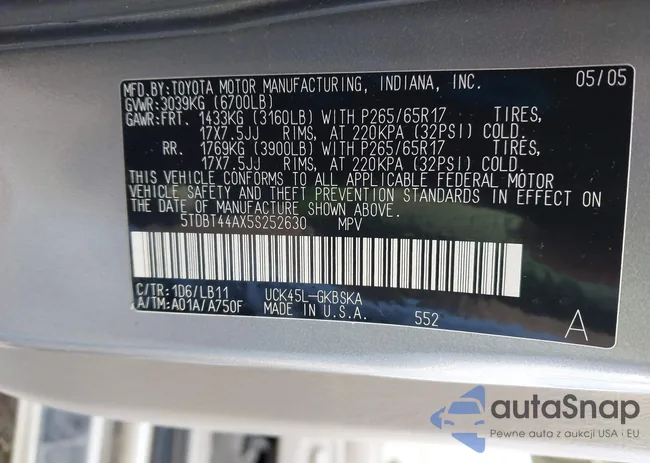 MFD.BY:TOYOTA MOTOR MANUFACTURING, INDIANA, INC. 05/05
GVWR:3039KG (6700LB)
GAWR:FRT. 1433KG (3160LB) WITH P265/65R17 TIRES,
17X7.5JJ RIMS, AT 220KPA (32PSI) COLD.
RR. 1769KG (3900LB) WITH P265/65R17 TIRES,
17X7.5JJ RIMS, AT 220KPA (32PSI) COLD.
THIS VEHICLE CONFORMS TO ALL APPLICABLE FEDERAL MOTOR
VEHICLE SAFETY AND THEFT PREVENTION STANDARDS IN EFFECT ON
THE DATE OF MANUFACTURE SHOWN ABOVE.
5TDBT44AX5S252630 MPV
C/TR:1D6/LB11 UCK45L-GKBSKA
A/TM:A01A/A750F MADE IN U.S.A. 552 A
autaSnap
Pewne auta z aukcji USA i EU